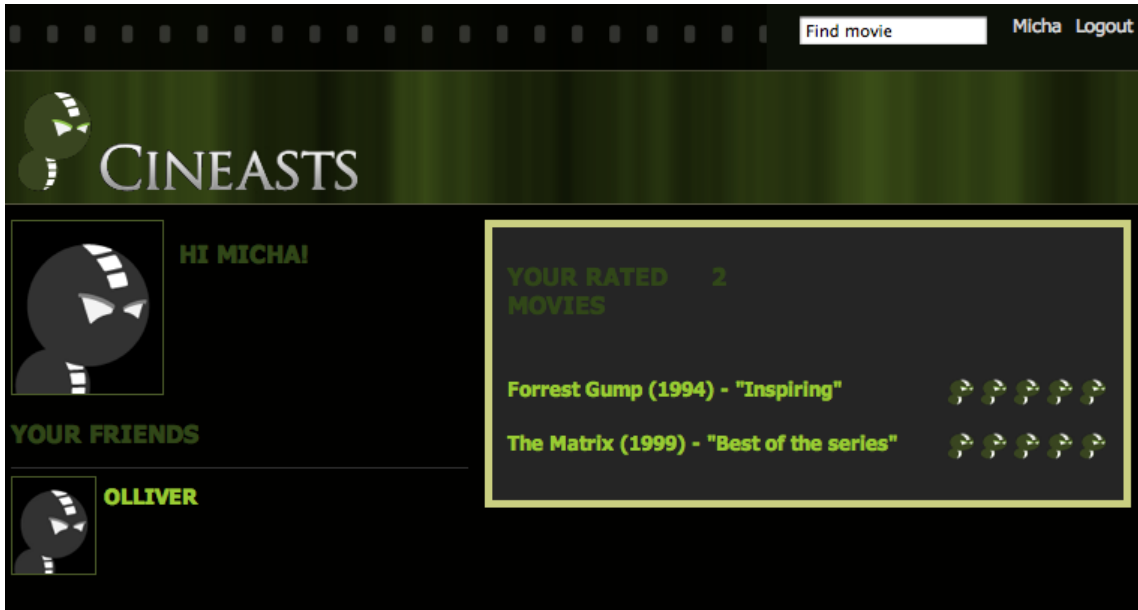 Find movie
Micha Logout
CINEASTS
HI MICHA!
YOUR FRIENDS
OLLIVER
YOUR RATED 2
MOVIES
Forrest Gump (1994) - "Inspiring"
The Matrix (1999) - "Best of the series"